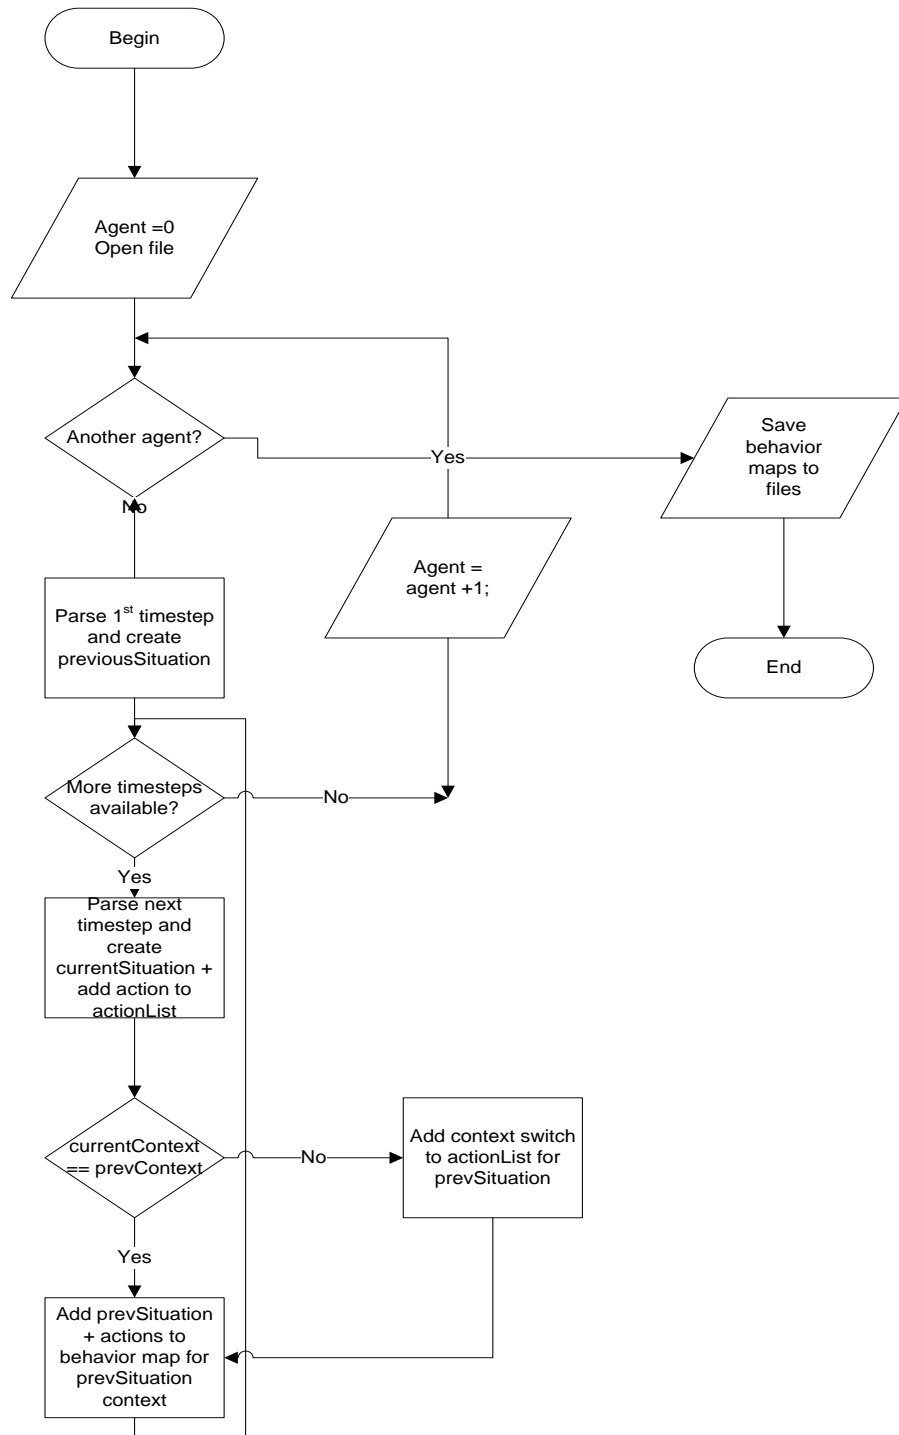 Begin
Agent =0
Open file
Another agent?
Yes
Save
behavior
maps to
files
No
Agent =
agent +1;
Parse 1st timestep
and create
previousSituation
End
More timesteps
available?
No
Yes
Parse next
timestep and
create
currentSituation +
add action to
actionList
currentContext
== prevContext
No
Add context switch
to actionList for
prevSituation
Yes
Add prevSituation
+ actions to
behavior map for
prevSituation
context